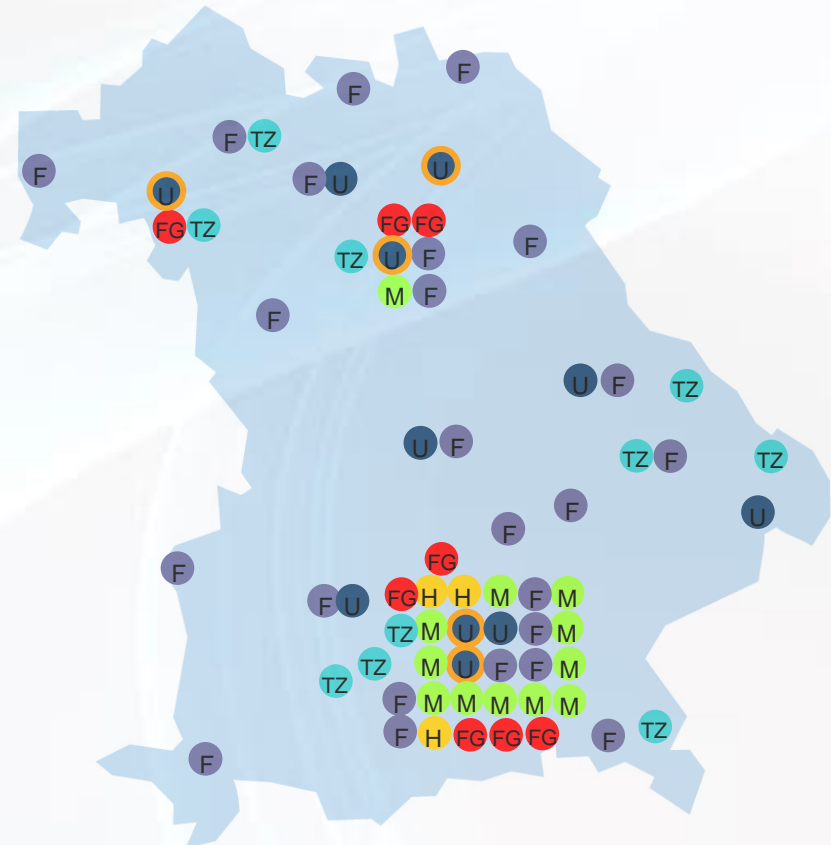 F
F
F TZ
F
F U
U
U
FG TZ
FG FG
TZ U F
F
M F
F
U F TZ
U F
TZ F TZ
F
U
F
FG
F
F U
FG H H M F M
TZ M U U F M
TZ M U F F M
TZ
F M M M M M
F H FG FG FG
F TZ
F